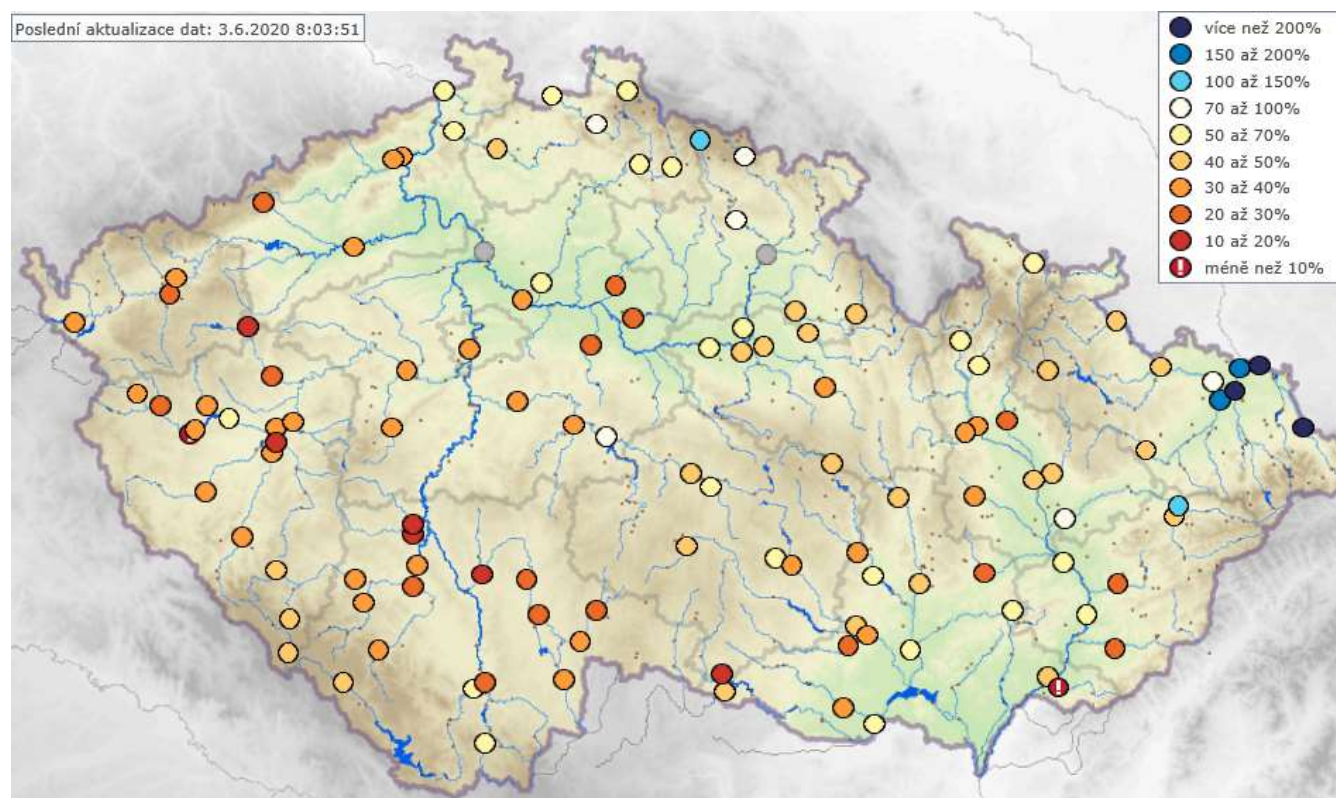 Poslední aktualizace dat: 3.6.2020 8:03:51
více než 200%
150 až 200%
100 až 150%
70 až 100%
50 až 70%
40 až 50%
30 až 40%
20 až 30%
10 až 20%
! méně než 10%
!